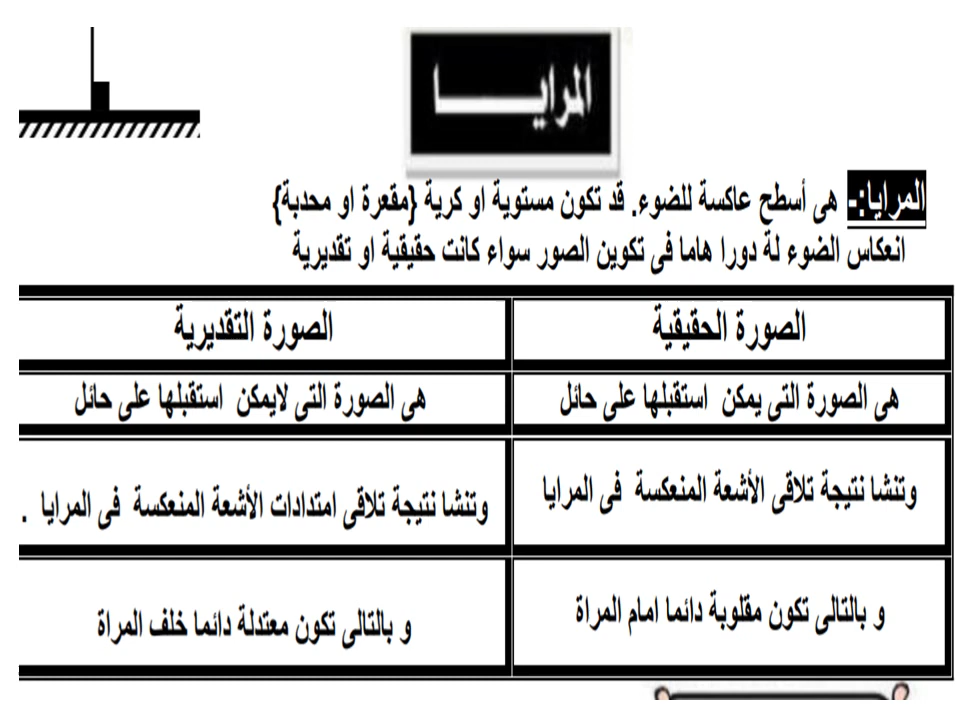 المرايـــــــــا
المرايا:- هى أسطح عاكسة للضوء. قد تكون مستوية او كرية {مقعرة او محدبة}
انعكاس الضوء لة دورا هاما فى تكوين الصور سواء كانت حقيقية او تقديرية
الصورة الحقيقية
الصورة التقديرية
هى الصورة التى يمكن استقبلها على حائل
هى الصورة التى لايمكن استقبلها على حائل
وتنشا نتيجة تلاقى الأشعة المنعكسة فى المرايا
وتنشا نتيجة تلاقى امتدادات الأشعة المنعكسة فى المرايا .
و بالتالى تكون مقلوبة دائما امام المراة
و بالتالى تكون معتدلة دائما خلف المراة